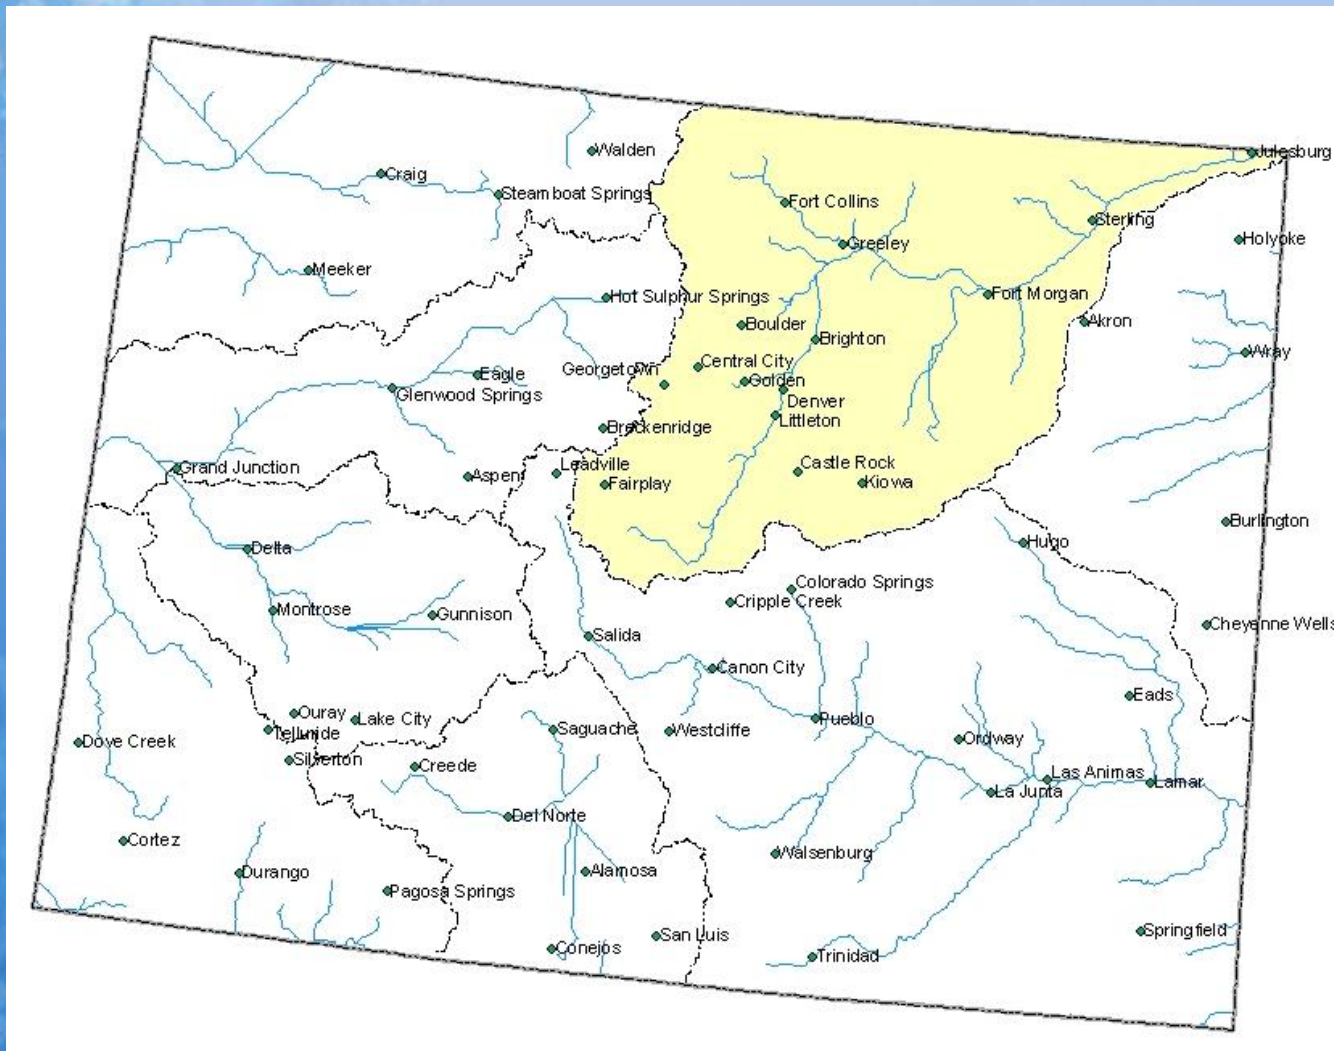 Julesburg
Walden
Craig
Steamboat Springs
Fort Collins
Sterling
Greeley
Holyoke
Meeker
Hot Sulphur Springs
Fort Morgan
Boulder
Akron
Brighton
Wray
Central City
Georgetown
Eagle
Golden
Glenwood Springs
Denver
Littleton
Breckenridge
Grand Junction
Leadville
Castle Rock
Aspen
Fairplay
Kiowa
Burlington
Delta
Hugo
Colorado Springs
Cripple Creek
Montrose
Gunnison
Cheyenne Wells
Salida
Canon City
Eads
Ouray
Lake City
Pueblo
Telluride
Saguache
Westcliffe
Ordway
Dove Creek
Silverton
Creede
Las Animas
Lamar
La Junta
Del Norte
Cortez
Walsenburg
Durango
Alamosa
Pagosa Springs
San Luis
Springfield
Conejos
Trinidad